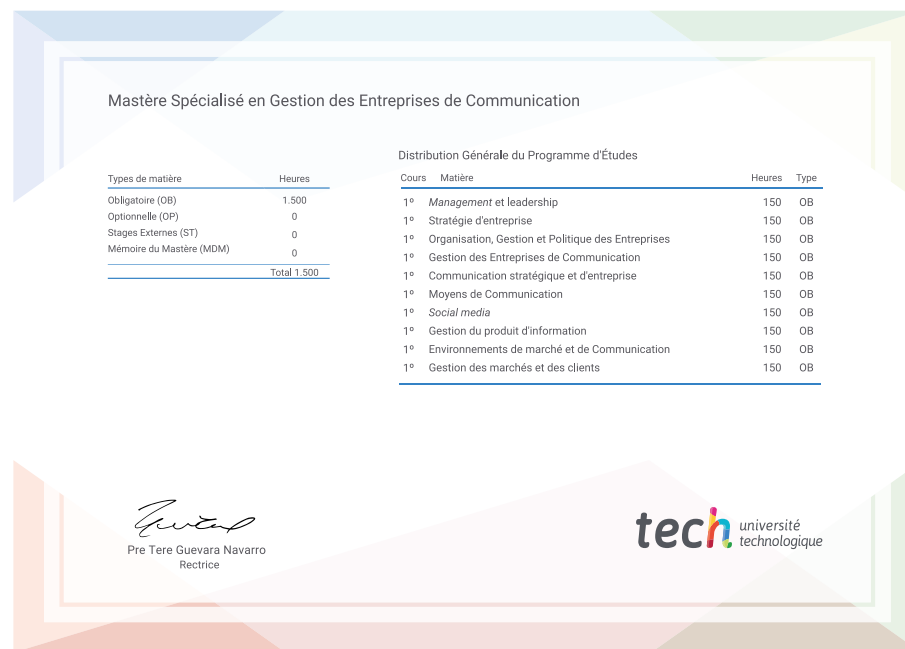 Mastère Spécialisé en Gestion des Entreprises de Communication
Types de matière Heures
Obligatoire (OB) 1.500
Optionnelle (OP) 0
Stages Externes (ST) 0
Mémoire du Mastère (MDM) 0
Total 1.500
Distribution Générale du Programme d'Études
Cours Matière Heures Type
1º Management et leadership 150 OB
1º Stratégie d'entreprise 150 OB
1º Organisation, Gestion et Politique des Entreprises 150 OB
1º Gestion des Entreprises de Communication 150 OB
1º Communication stratégique et d'entreprise 150 OB
1º Moyens de Communication 150 OB
1º Social media 150 OB
1º Gestion du produit d'information 150 OB
1º Environnements de marché et de Communication 150 OB
1º Gestion des marchés et des clients 150 OB
Pre Tere Guevara Navarro
Rectrice
tech université
technologique